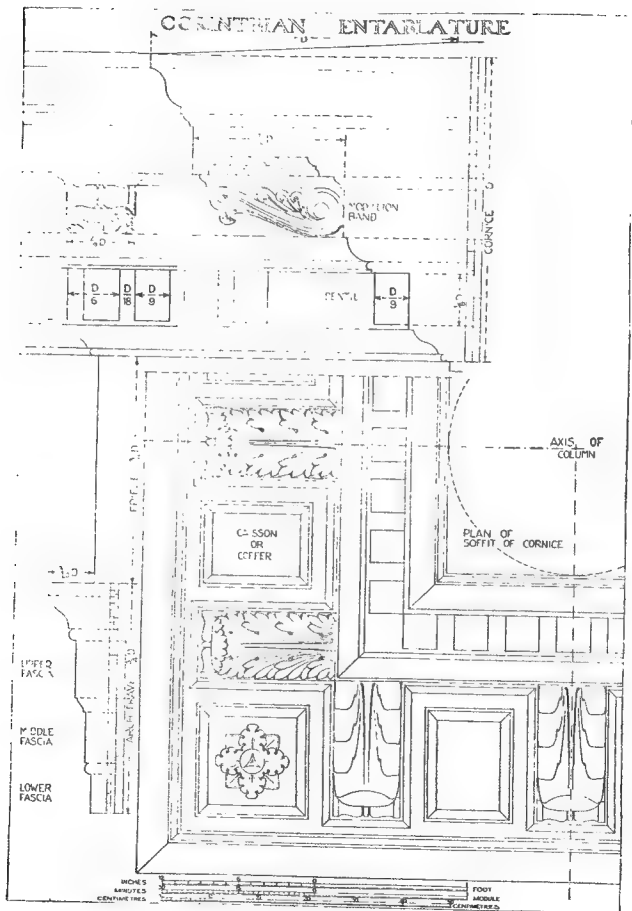 CORINTHIAN ENTABLATURE
D
MODILLION
BAND
CORNICE D
D
6
D
18
D
9
DENTIL
D
9
AXIS OF
COLUMN
CAISSON
OR
COFFER
PLAN OF
SOFFIT OF CORNICE
UPPER
FASCIA
MIDDLE
FASCIA
LOWER
FASCIA
ARCHITRAVE
INCHES
FOOT
MINUTES
MODULE
CENTIMETRES
CENTIMETRES